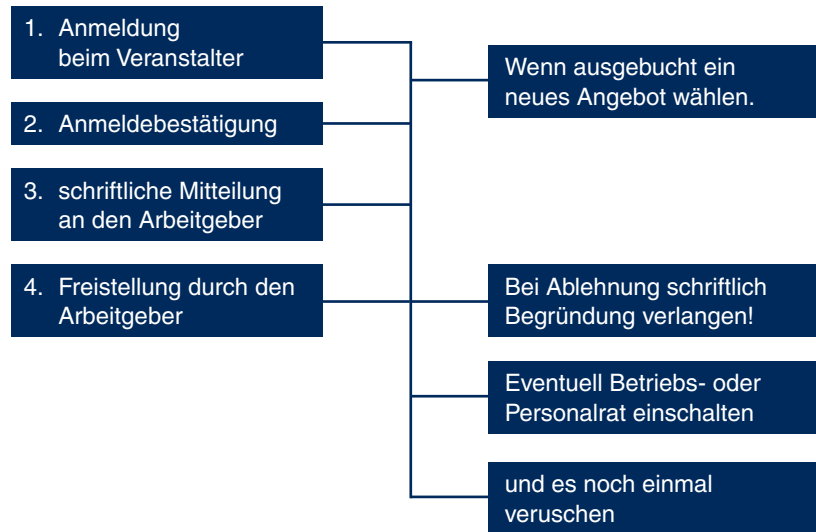 1. Anmeldung
beim Veranstalter
Wenn ausgebucht ein
neues Angebot wählen.
2. Anmeldebestätigung
3. schriftliche Mitteilung
an den Arbeitgeber
4. Freistellung durch den
Arbeitgeber
Bei Ablehnung schriftlich
Begründung verlangen!
Eventuell Betriebs- oder
Personalrat einschalten
und es noch einmal
veruschen